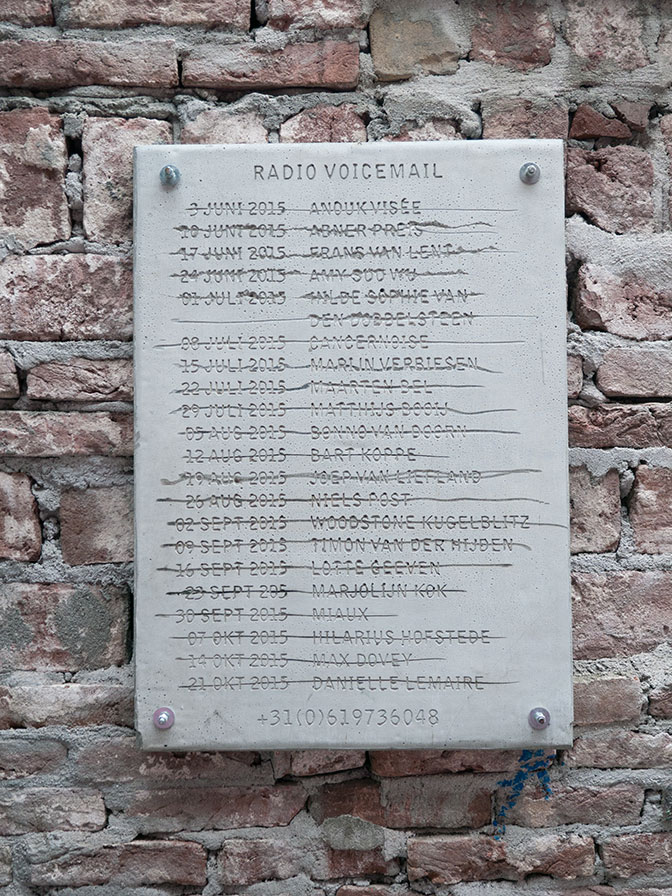 RADIO VOICEMAIL
3 JUNI 2015 ANOUK VISÉE
10 JUNI 2015 ABNER PREIS
17 JUNI 2015 FRANS VAN LENT
24 JUNI 2015 AMY SUO WU
01 JULI 2015 HILDE SOPHIE VAN
DEN DOBBELSTEEN
08 JULI 2015 CANCERNOISE
15 JULI 2015 MARIJN VERBIESEN
22 JULI 2015 MAARTEN BEL
29 JULI 2015 MATTHIJS BOOIJ
05 AUG 2015 BONNO VAN DOORN
12 AUG 2015 BART KOPPE
19 AUG 2015 JOEP VAN LIEFLAND
26 AUG 2015 NIELS POST
02 SEPT 2015 WOODSTONE KUGELBLITZ
09 SEPT 2015 TIMON VAN DER HIJDEN
16 SEPT 2015 LOTTE GEEVEN
23 SEPT 205 MARJOLIJN KOK
30 SEPT 2015 MIAUX
07 OKT 2015 HILARIUS HOFSTEDE
14 OKT 2015 MAX DOVEY
21 OKT 2015 DANIELLE LEMAIRE
+31(0)619736048